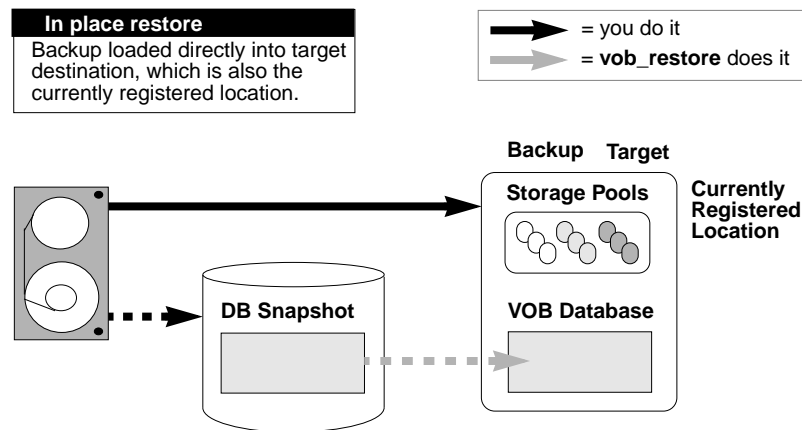 In place restore
Backup loaded directly into target
destination, which is also the
currently registered location.
= you do it
= vob_restore does it
Backup Target
Storage Pools
Currently
Registered
Location
DB Snapshot
VOB Database